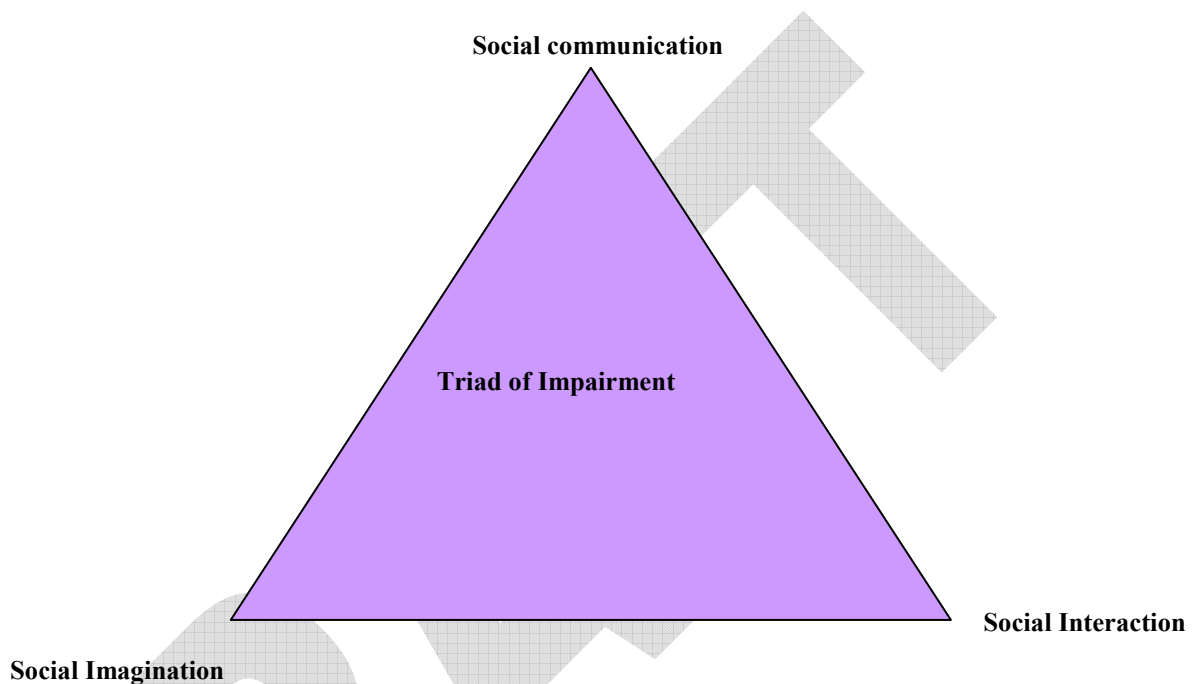 Social communication
Triad of Impairment
Social Interaction
Social Imagination